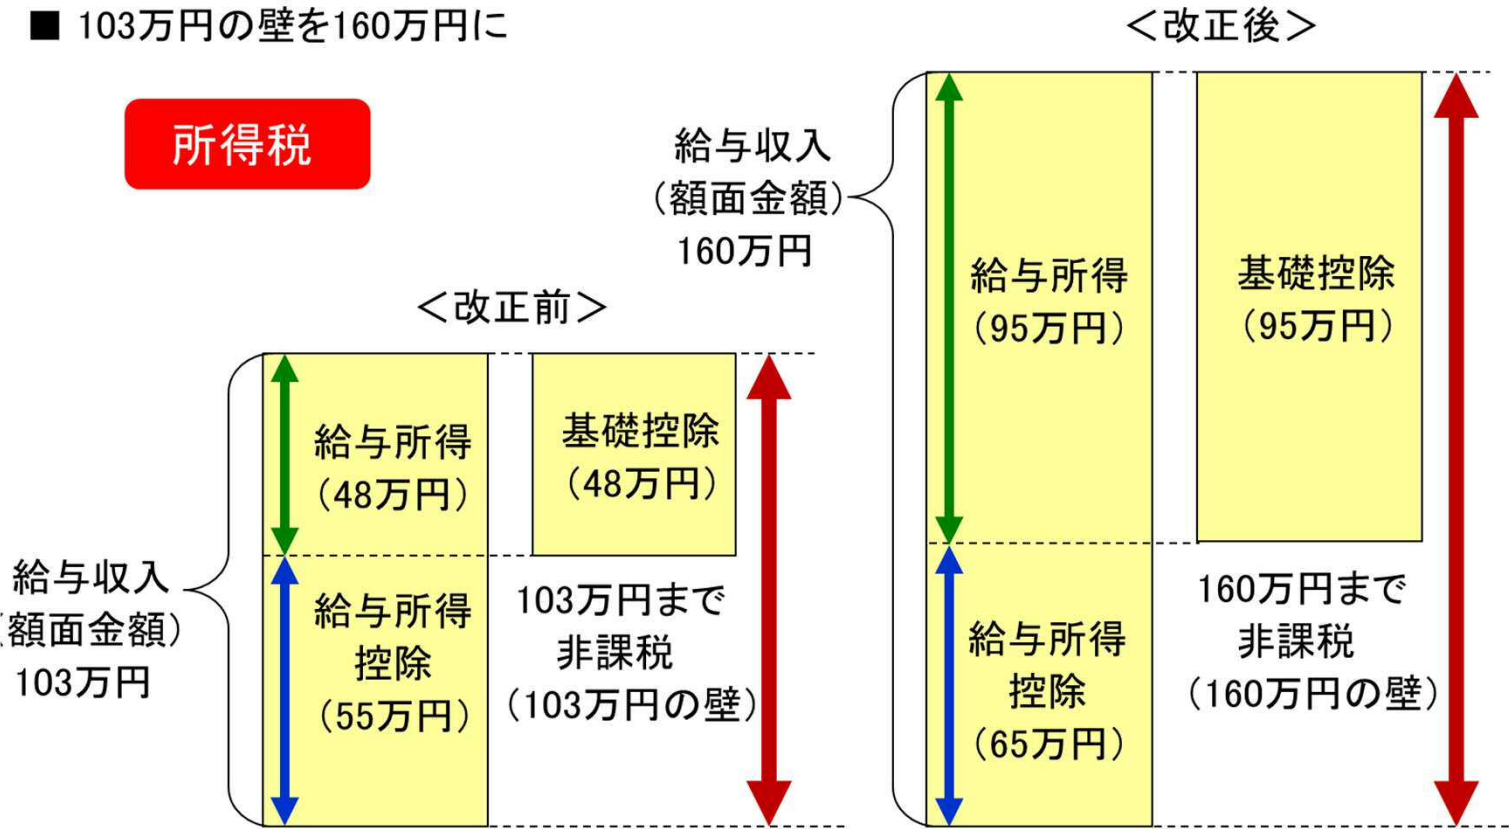 ■ 103万円の壁を160万円に
所得税
＜改正前＞
給与収入
（額面金額）
103万円
給与所得
（48万円）
給与所得
控除
（55万円）
基礎控除
（48万円）
103万円まで
非課税
（103万円の壁）
＜改正後＞
給与収入
（額面金額）
160万円
給与所得
（95万円）
給与所得
控除
（65万円）
基礎控除
（95万円）
160万円まで
非課税
（160万円の壁）